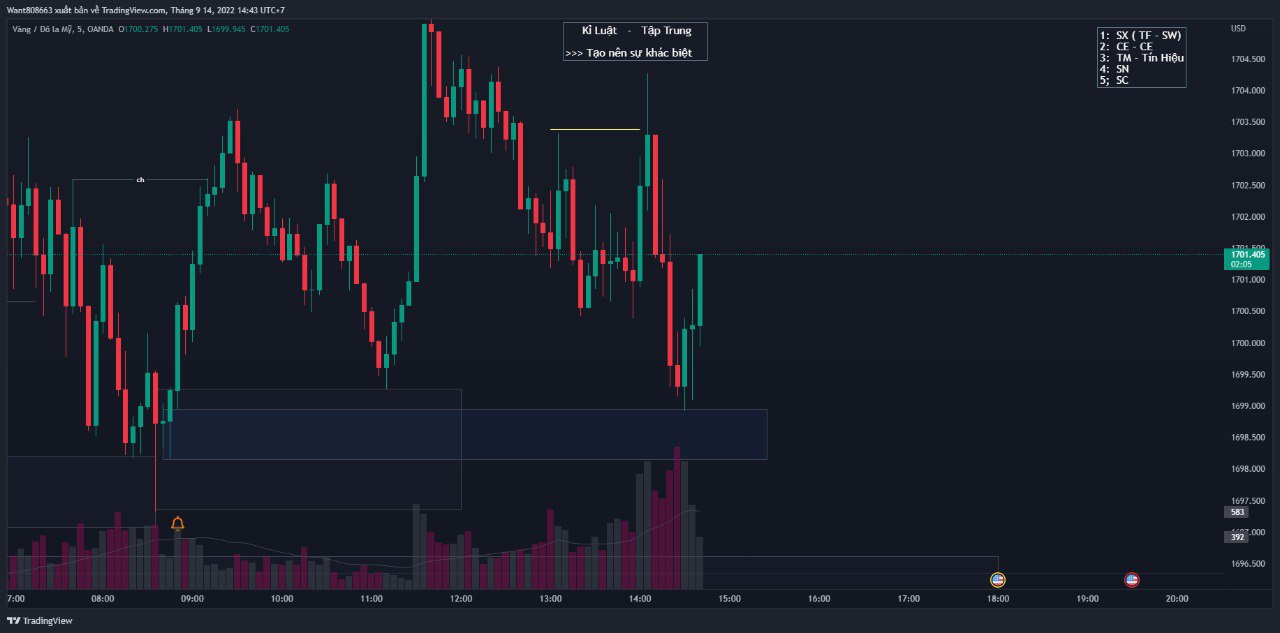 Want808663 xuất bản về TradingView.com, Tháng 9 14, 2022 14:43 UTC+7
Vàng / Đô la Mỹ, 5, OANDA O1700.275 H1701.405 L1699.945 C1701.405
Kỉ Luật - Tập Trung
>>> Tạo nên sự khác biệt
1: SX ( TF - SW)
2: CE - CE
3: TM - Tín Hiệu
4: SN
5; SC
USD
1704.500
1704.000
1703.500
1703.000
1702.500
1702.000
1701.500
1701.405
02:05
1701.000
1700.500
1700.000
1699.500
1699.000
1698.500
1698.000
1697.500
583
1697.000
392
1696.500
ch
7:00 08:00 09:00 10:00 11:00 12:00 13:00 14:00 15:00 16:00 17:00 18:00 19:00 20:00
TradingView